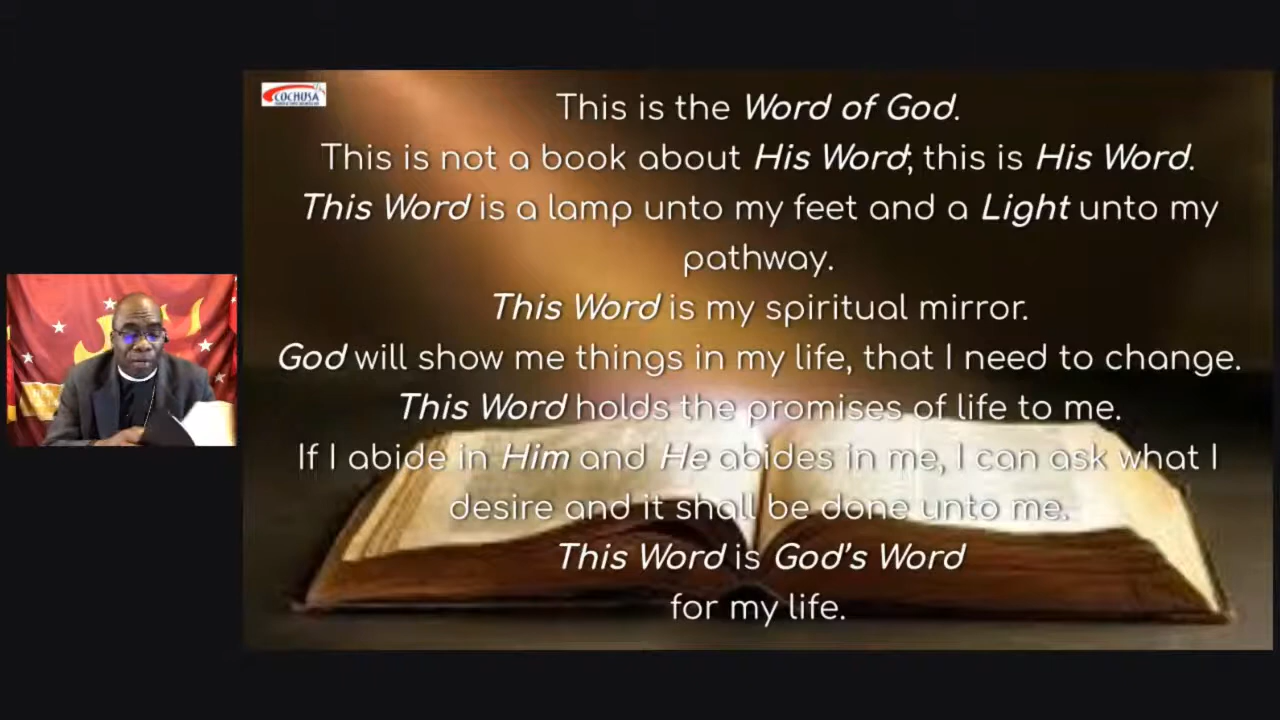 COCHUSA
This is the Word of God.
This is not a book about His Word; this is His Word.
This Word is a lamp unto my feet and a Light unto my
pathway.
This Word is my spiritual mirror.
God will show me things in my life, that I need to change.
This Word holds the promises of life to me.
If I abide in Him and He abides in me, I can ask what I
desire and it shall be done unto me.
This Word is God's Word
for my life.